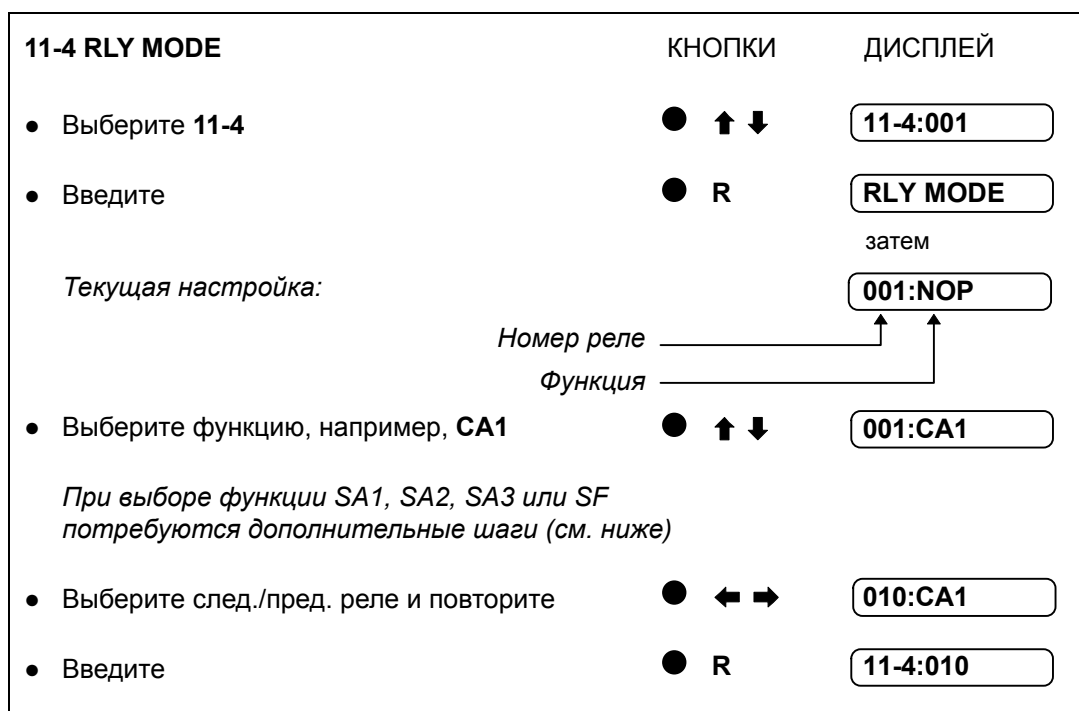 11-4 RLY MODE КНОПКИ ДИСПЛЕЙ
● Выберите 11-4 ● ⬆ ⬇ 11-4:001
● Введите ● R RLY MODE
затем
Текущая настройка: 001:NOP
Номер реле
Функция
● Выберите функцию, например, CA1 ● ⬆ ⬇ 001:CA1
При выборе функции SA1, SA2, SA3 или SF
потребуются дополнительные шаги (см. ниже)
● Выберите след./пред. реле и повторите ● ⬅ ➡ 010:CA1
● Введите ● R 11-4:010